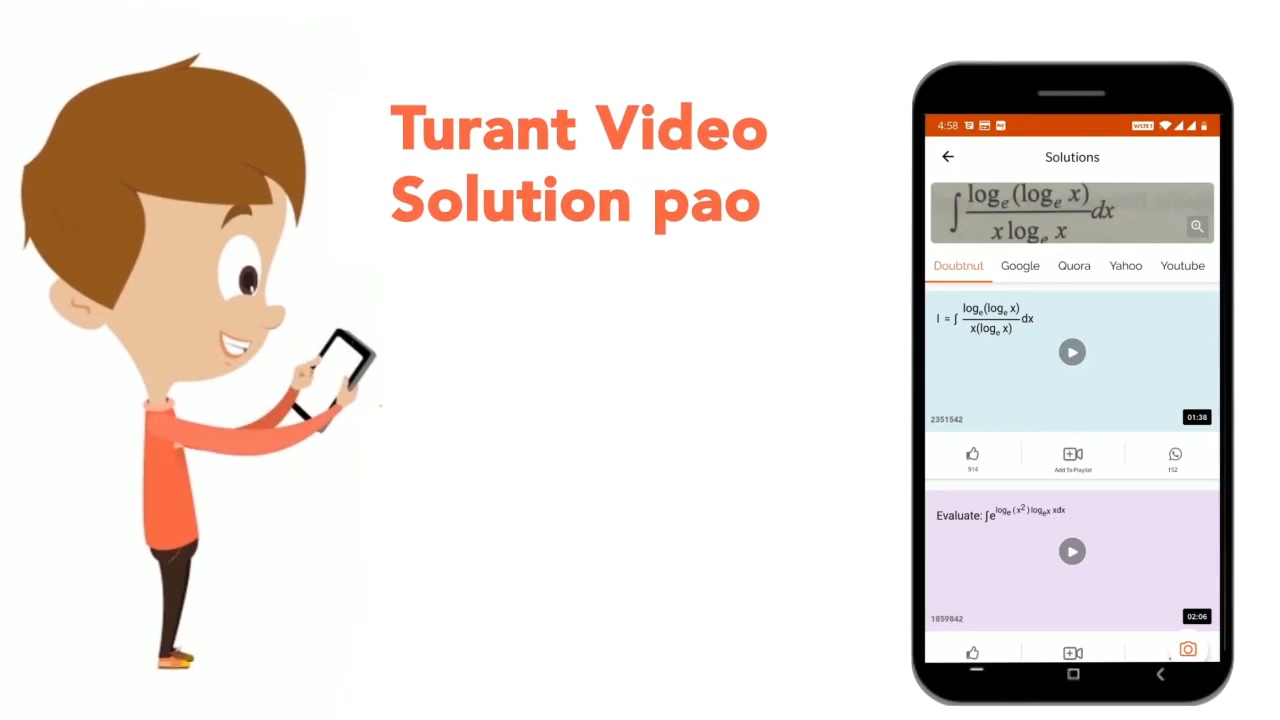 Turant Video
Solution pao
4:58
VoLTE1
Solutions
∫ logₑ(logₑ x) / x logₑ x dx
Doubtnut Google Quora Yahoo Youtube
I = ∫ logₑ(logₑ x) / x(logₑ x) dx
2351542 01:38
914 Add To Playlist 152
Evaluate: ∫e^logₑ(x²)logₑx xdx
1859842 02:06